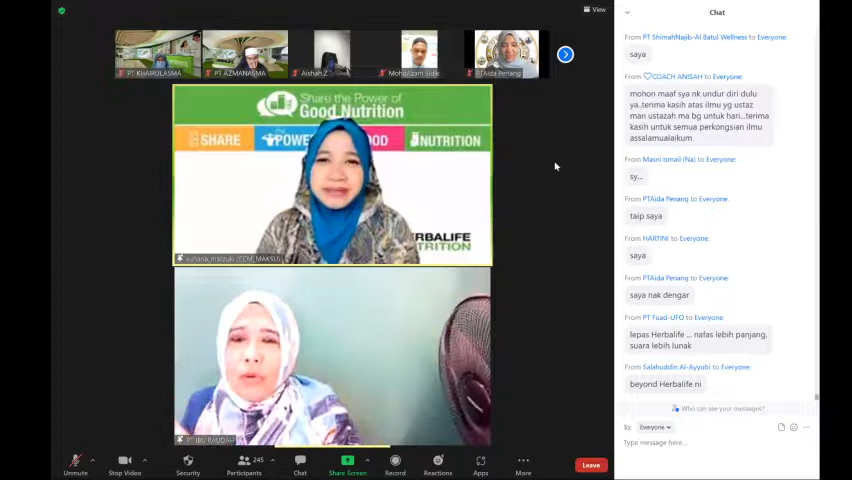 View
PT KHAIRULASMA
PT AZMANASMA
Aishah Z
Mohd Azam Sidik
PTAida Penang
Share the Power of
Good Nutrition
SHARE
POWE
OOD
NUTRITION
RBALIFE
TRITION
suhana_marzuki (CCM_MAKSU)
PT IBU RAUDAH
Unmute
Stop Video
Security
245
Participants
Chat
Share Screen
Record
Reactions
Apps
More
Leave
Chat
From PT ShimahNajib-Al Batul Wellness to Everyone:
saya
From ♡COACH ANISAH to Everyone:
mohon maaf sya nk undur diri dulu
ya..terima kasih atas ilmu yg ustaz
man ustazah ma bg untuk hari...terima
kasih untuk semua perkongsian ilmu
assalamualaikum
From Masni Ismail (Na) to Everyone:
sy...
From PTAida Penang to Everyone:
taip saya
From HARTINI to Everyone:
saya
From PTAida Penang to Everyone:
saya nak dengar
From PT Fuad-UFO to Everyone:
lepas Herbalife ... nafas lebih panjang,
suara lebih lunak
From Salahuddin Al-Ayyubi to Everyone:
beyond Herbalife ni
Who can see your messages?
To: Everyone
Type message here...